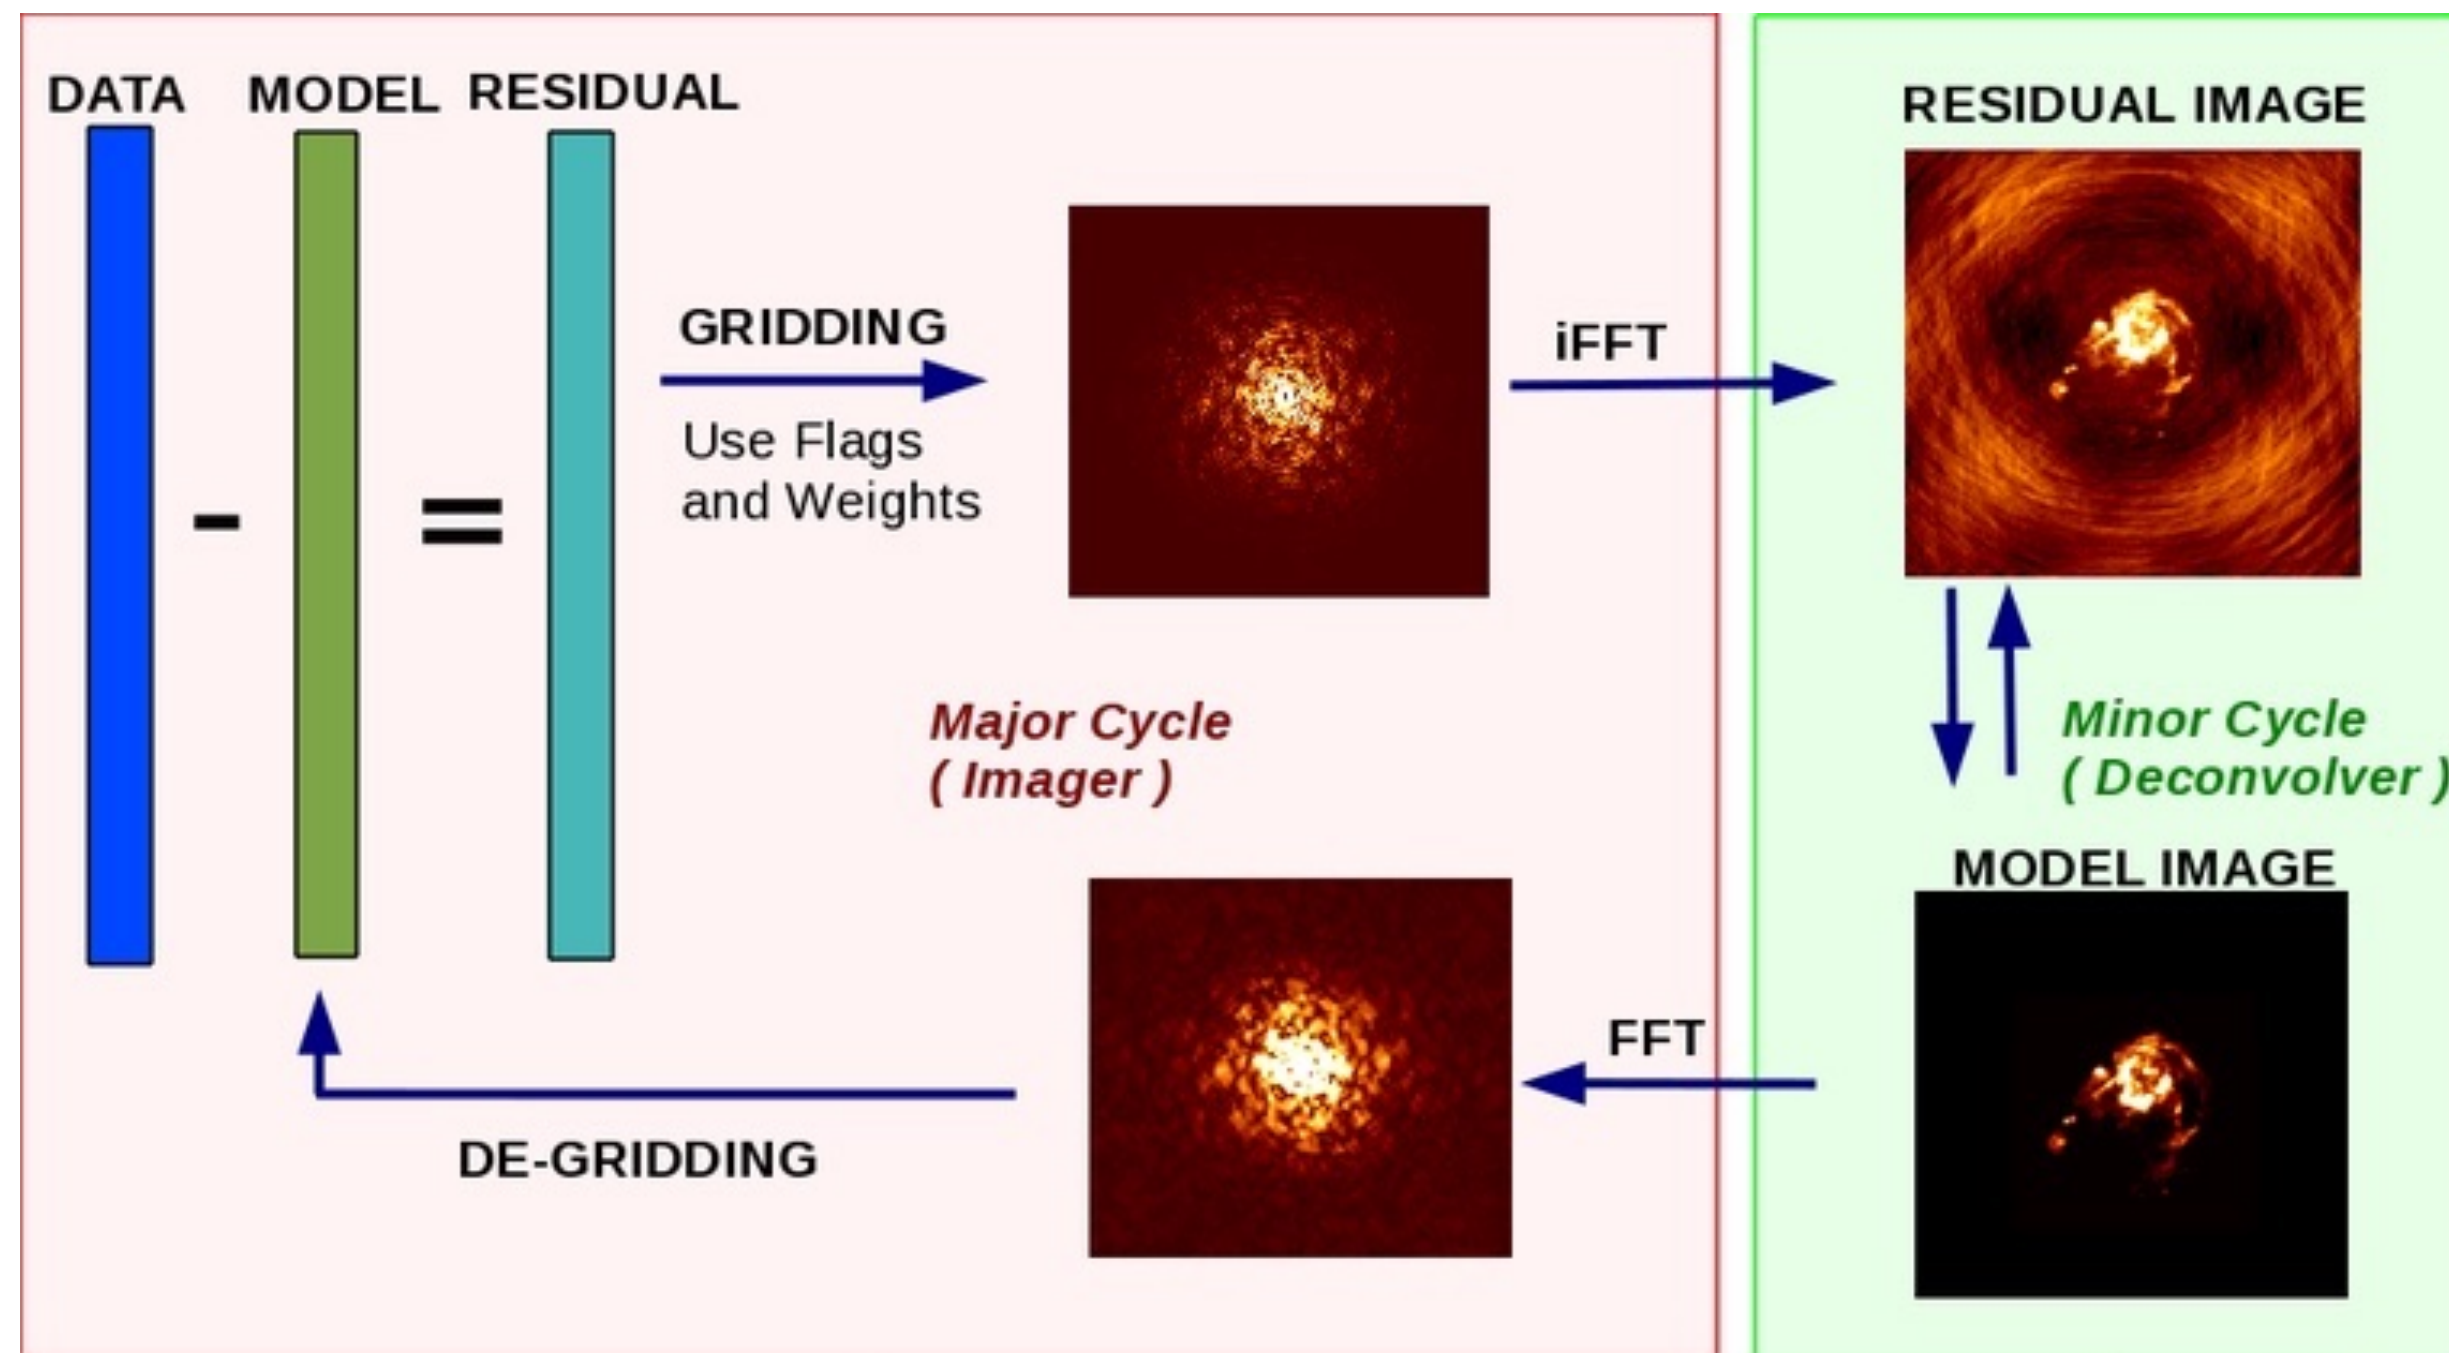 DATA
MODEL
RESIDUAL
-
=
GRIDDING
Use Flags
and Weights
iFFT
RESIDUAL IMAGE
Major Cycle
( Imager )
Minor Cycle
( Deconvolver )
MODEL IMAGE
FFT
DE-GRIDDING